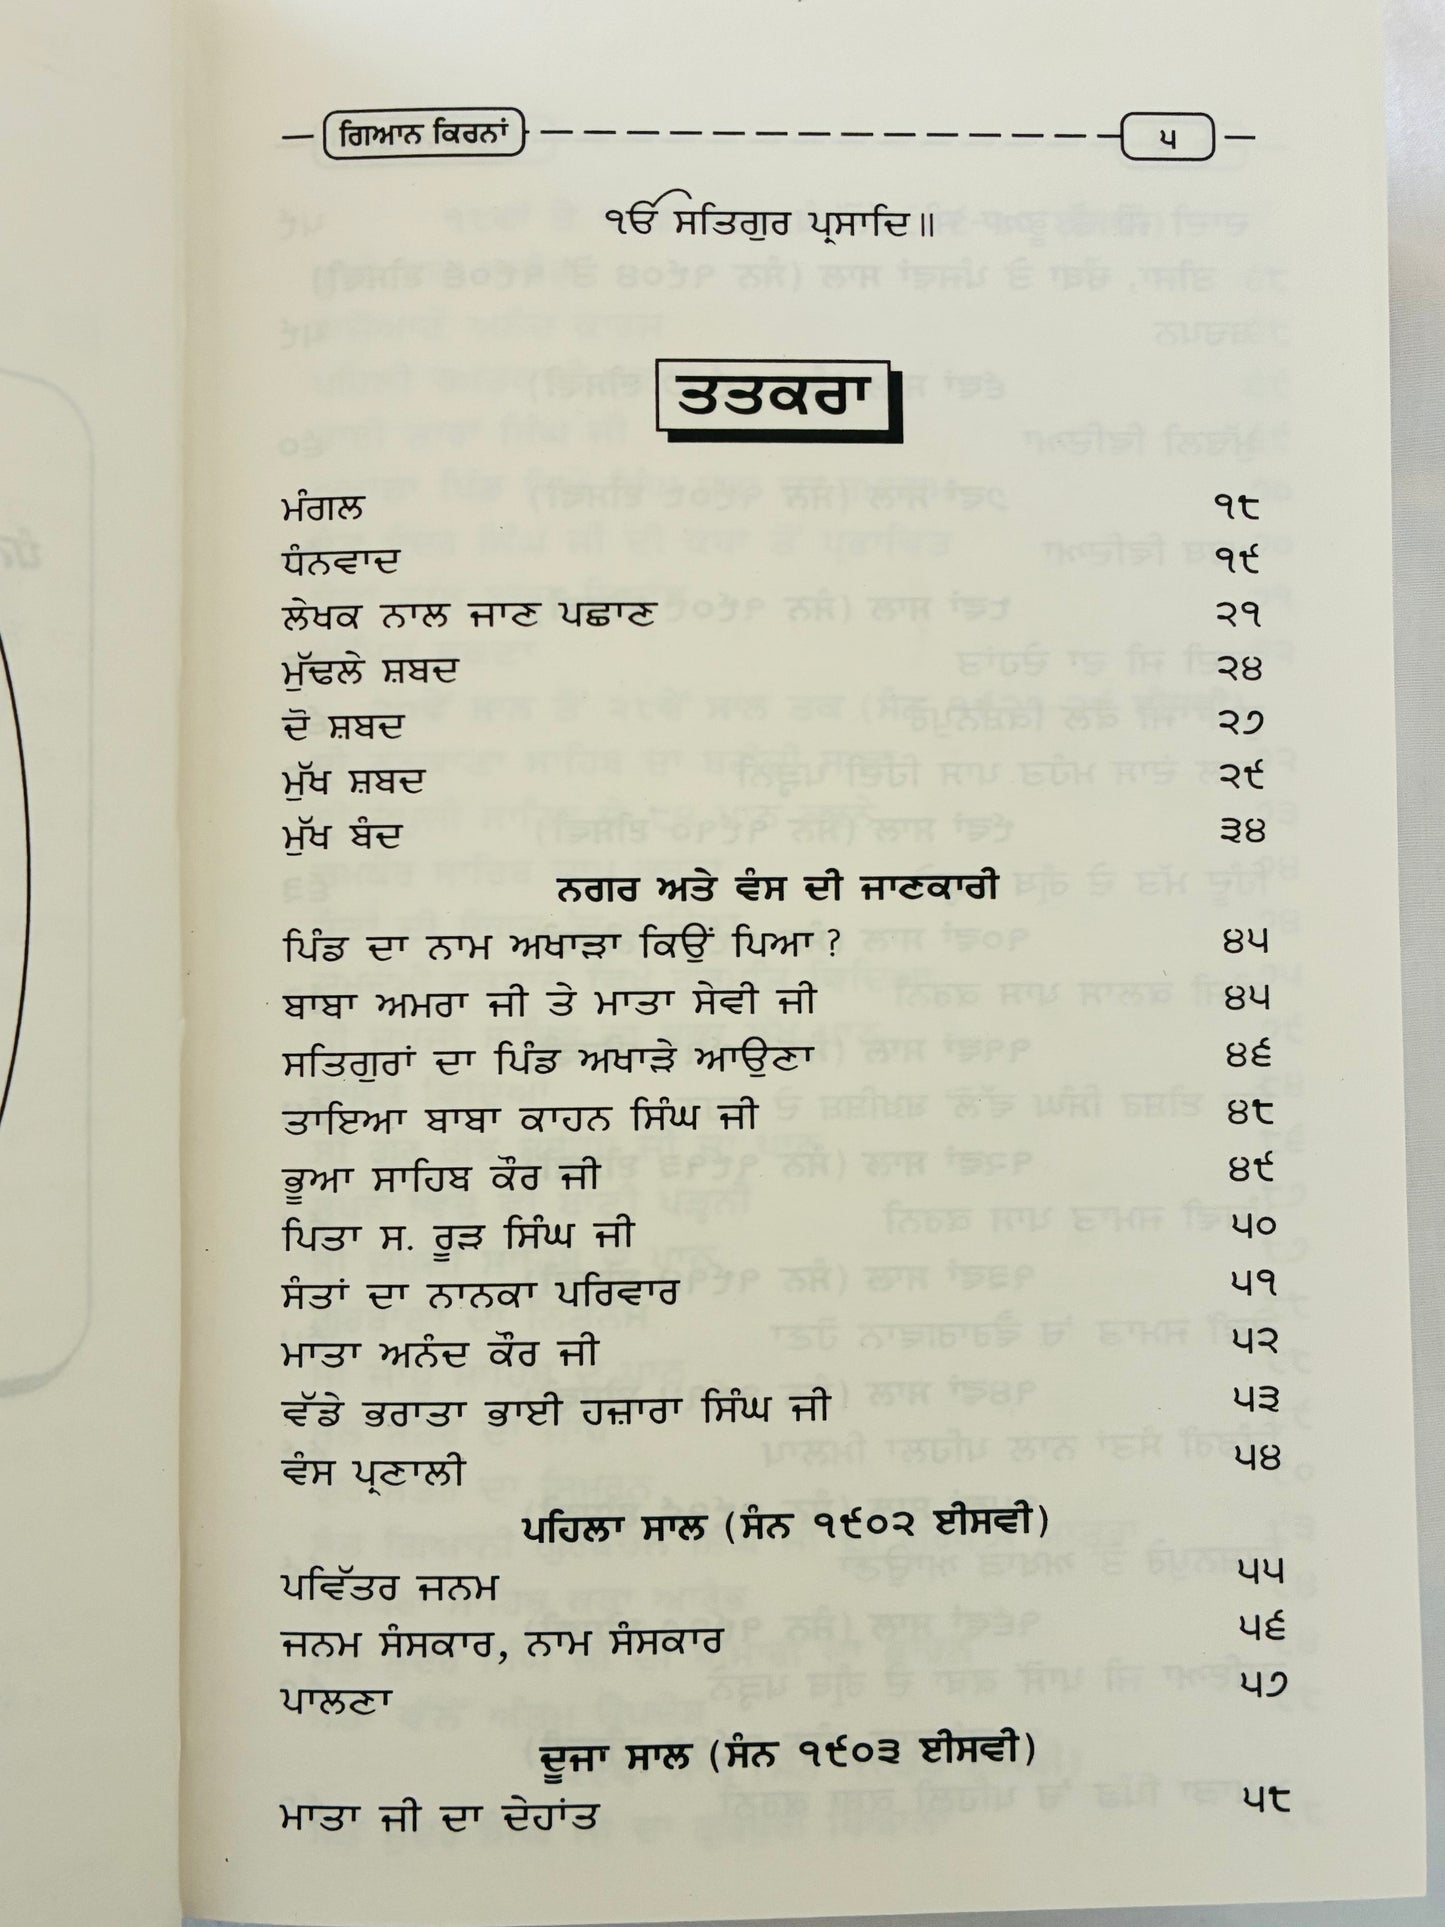 ਗਿਆਨ ਕਿਰਨਾਂ ੫
ੴ ਸਤਿਗੁਰ ਪ੍ਰਸਾਦਿ॥
ਤਤਕਰਾ
ਮੰਗਲ ੧੮
ਧੰਨਵਾਦ ੧੯
ਲੇਖਕ ਨਾਲ ਜਾਣ ਪਛਾਣ ੨੧
ਮੁੱਢਲੇ ਸ਼ਬਦ ੨੪
ਦੋ ਸ਼ਬਦ ੨੭
ਮੁੱਖ ਸ਼ਬਦ ੨੯
ਮੁੱਖ ਬੰਦ ੩੪
ਨਗਰ ਅਤੇ ਵੰਸ ਦੀ ਜਾਣਕਾਰੀ
ਪਿੰਡ ਦਾ ਨਾਮ ਅਖਾੜਾ ਕਿਉਂ ਪਿਆ ? ੪੫
ਬਾਬਾ ਅਮਰਾ ਜੀ ਤੇ ਮਾਤਾ ਸੇਵੀ ਜੀ ੪੫
ਸਤਿਗੁਰਾਂ ਦਾ ਪਿੰਡ ਅਖਾੜੇ ਆਉਣਾ ੪੬
ਤਾਇਆ ਬਾਬਾ ਕਾਹਨ ਸਿੰਘ ਜੀ ੪੮
ਭੂਆ ਸਾਹਿਬ ਕੌਰ ਜੀ ੪੯
ਪਿਤਾ ਸ. ਰੂੜ ਸਿੰਘ ਜੀ ੫੦
ਸੰਤਾਂ ਦਾ ਨਾਨਕਾ ਪਰਿਵਾਰ ੫੧
ਮਾਤਾ ਅਨੰਦ ਕੌਰ ਜੀ ੫੨
ਵੱਡੇ ਭਰਾਤਾ ਭਾਈ ਹਜ਼ਾਰਾ ਸਿੰਘ ਜੀ ੫੩
ਵੰਸ ਪ੍ਰਣਾਲੀ ੫੪
ਪਹਿਲਾ ਸਾਲ (ਸੰਨ ੧੯੦੨ ਈਸਵੀ)
ਪਵਿੱਤਰ ਜਨਮ ੫੫
ਜਨਮ ਸੰਸਕਾਰ, ਨਾਮ ਸੰਸਕਾਰ ੫੬
ਪਾਲਣਾ ੫੭
ਦੂਜਾ ਸਾਲ (ਸੰਨ ੧੯੦੩ ਈਸਵੀ)
ਮਾਤਾ ਜੀ ਦਾ ਦੇਹਾਂਤ ੫੮